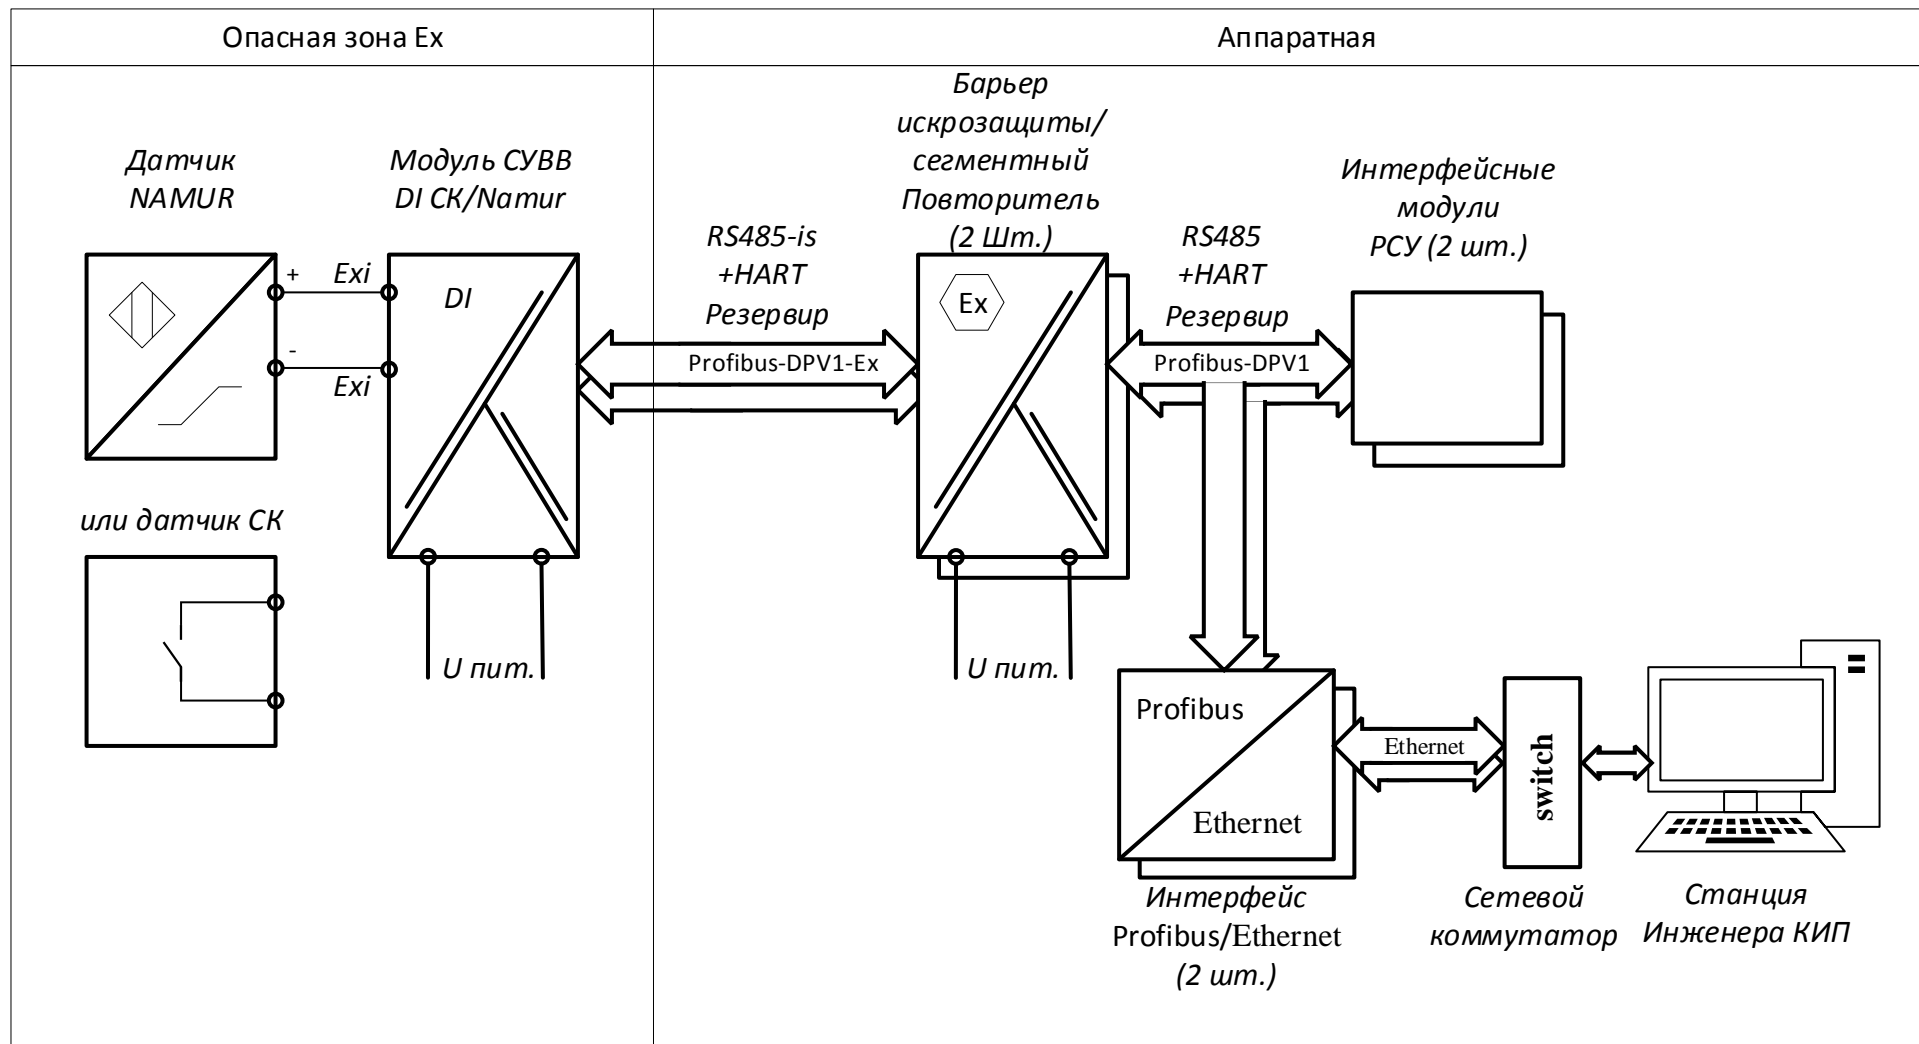 Опасная зона Ex
Аппаратная
Датчик
NAMUR
Модуль СУВВ
DI СК/Namur
+
Exi
-
Exi
DI
или датчик СК
U пит.
RS485-is
+HART
Резервир
Profibus-DPV1-Ex
Барьер
искрозащиты/
сегментный
Повторитель
(2 Шт.)
Ex
U пит.
RS485
+HART
Резервир
Profibus-DPV1
Интерфейсные
модули
РСУ (2 шт.)
Profibus
Ethernet
Интерфейс
Profibus/Ethernet
(2 шт.)
Ethernet
switch
Сетевой
коммутатор
Станция
Инженера КИП